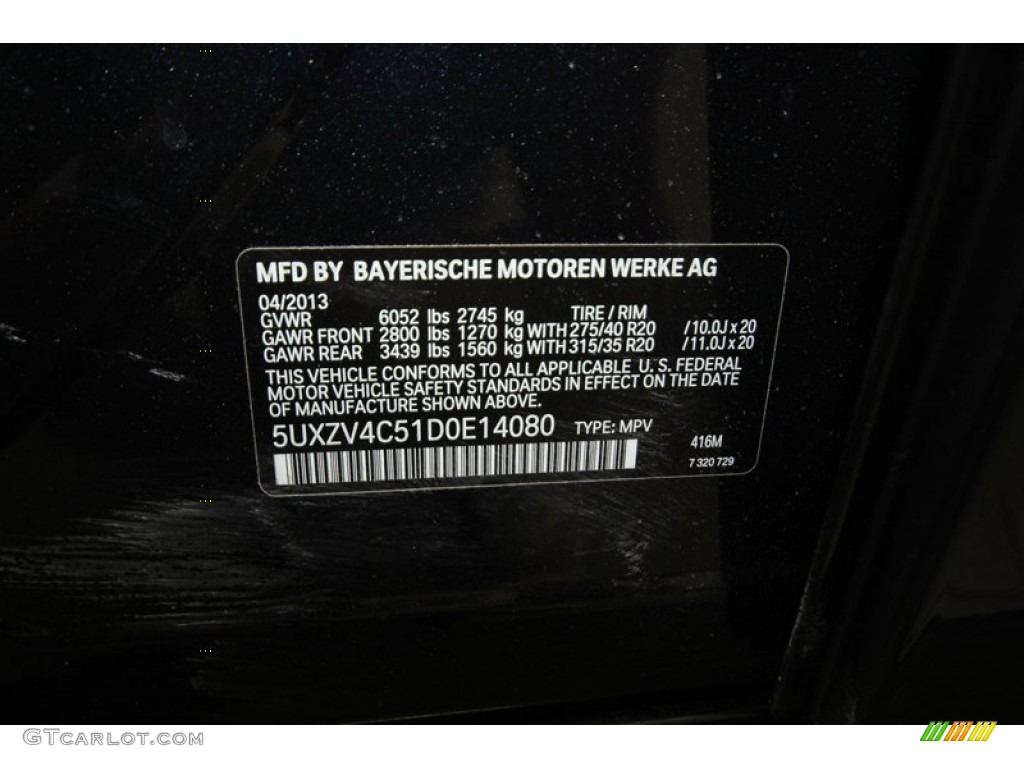 MFD BY BAYERISCHE MOTOREN WERKE AG
04/2013
GVWR 6052 lbs 2745 kg TIRE / RIM
GAWR FRONT 2800 lbs 1270 kg WITH 275/40 R20 /10.0J x 20
GAWR REAR 3439 lbs 1560 kg WITH 315/35 R20 /11.0J x 20
THIS VEHICLE CONFORMS TO ALL APPLICABLE U. S. FEDERAL
MOTOR VEHICLE SAFETY STANDARDS IN EFFECT ON THE DATE
OF MANUFACTURE SHOWN ABOVE.
5UXZV4C51D0E14080 TYPE: MPV
416M
7 320 729
GTCARLOT.COM